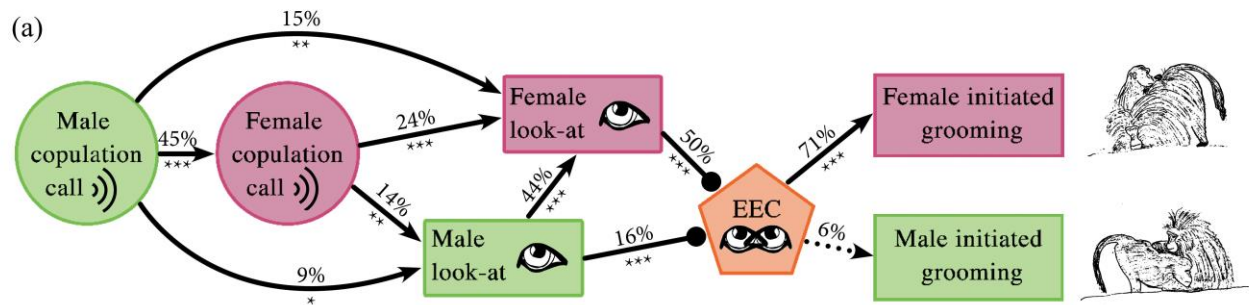 (a)
15%
**
Male
copulation
call
45%
***
Female
copulation
call
24%
***
14%
**
9%
*
Female
look-at
44%
***
Male
look-at
50%
***
16%
***
EEC
71%
***
6%
Female initiated
grooming
Male initiated
grooming